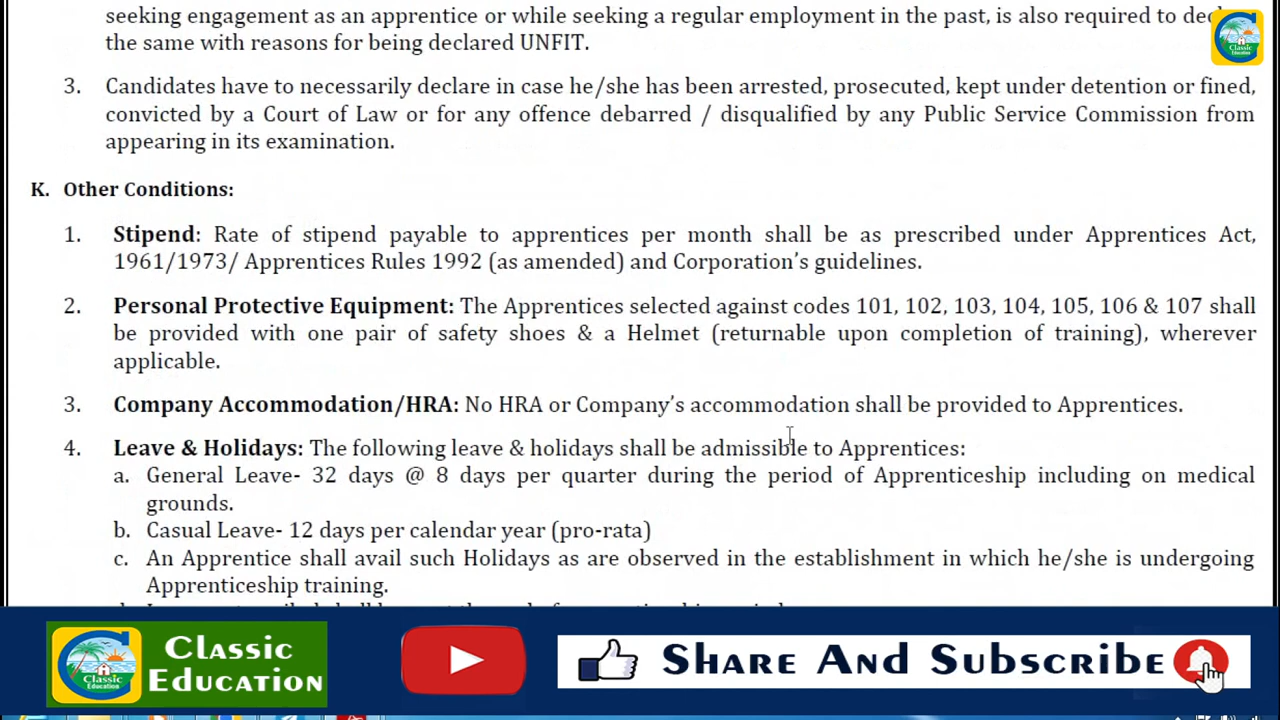 seeking engagement as an apprentice or while seeking a regular employment in the past, is also required to
the same with reasons for being declared UNFIT.
3. Candidates have to necessarily declare in case he/she has been arrested, prosecuted, kept under detention or fined,
convicted by a Court of Law or for any offence debarred / disqualified by any Public Service Commission from
appearing in its examination.
K. Other Conditions:
1. Stipend: Rate of stipend payable to apprentices per month shall be as prescribed under Apprentices Act,
1961/1973/ Apprentices Rules 1992 (as amended) and Corporation's guidelines.
2. Personal Protective Equipment: The Apprentices selected against codes 101, 102, 103, 104, 105, 106 & 107 shall
be provided with one pair of safety shoes & a Helmet (returnable upon completion of training), wherever
applicable.
3. Company Accommodation/HRA: No HRA or Company's accommodation shall be provided to Apprentices.
4. Leave & Holidays: The following leave & holidays shall be admissible to Apprentices:
a. General Leave- 32 days @ 8 days per quarter during the period of Apprenticeship including on medical
grounds.
b. Casual Leave- 12 days per calendar year (pro-rata)
c. An Apprentice shall avail such Holidays as are observed in the establishment in which he/she is undergoing
Apprenticeship training.
Classic
Education
Classic
Education
Share And Subscribe
Classic
Education